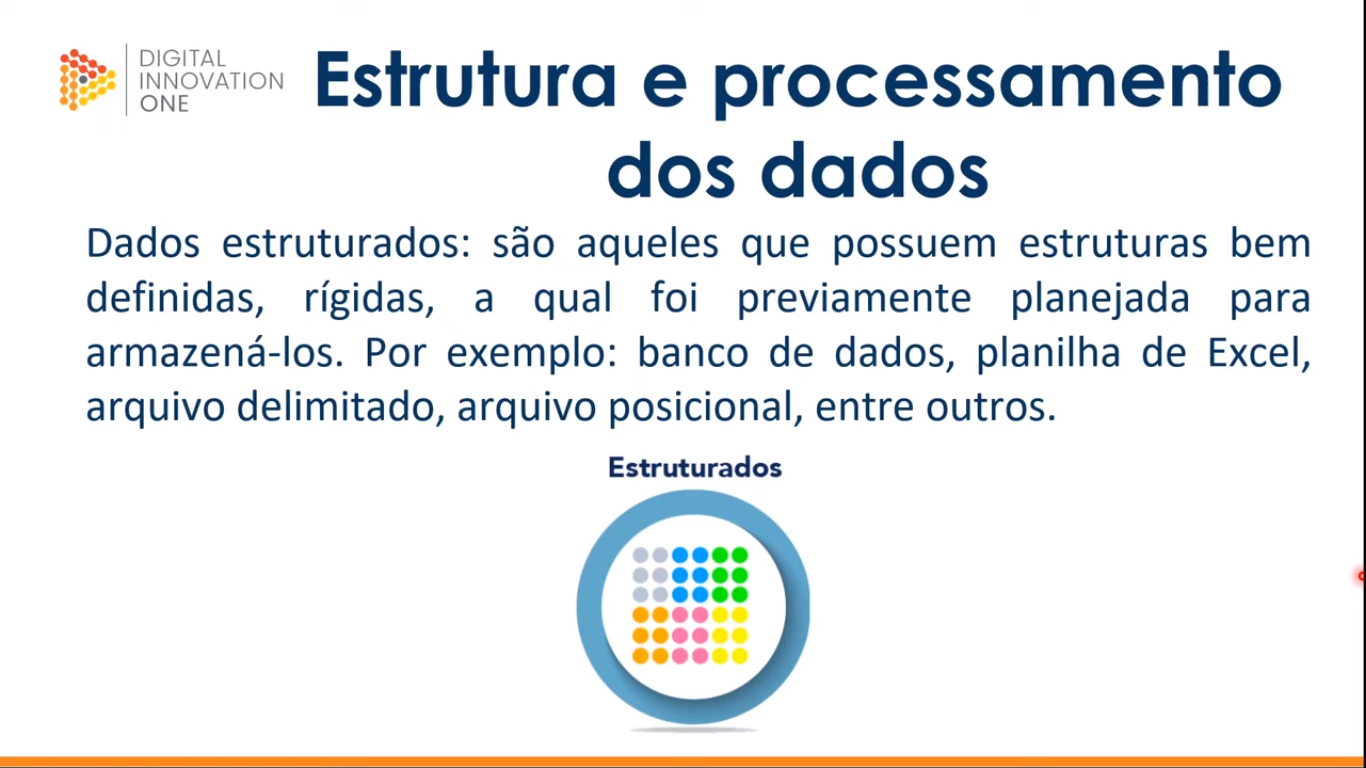 DIGITAL
INNOVATION
ONE
Estrutura e processamento
dos dados
Dados estruturados: são aqueles que possuem estruturas bem
definidas, rígidas, a qual foi previamente planejada para
armazená-los. Por exemplo: banco de dados, planilha de Excel,
arquivo delimitado, arquivo posicional, entre outros.
Estruturados